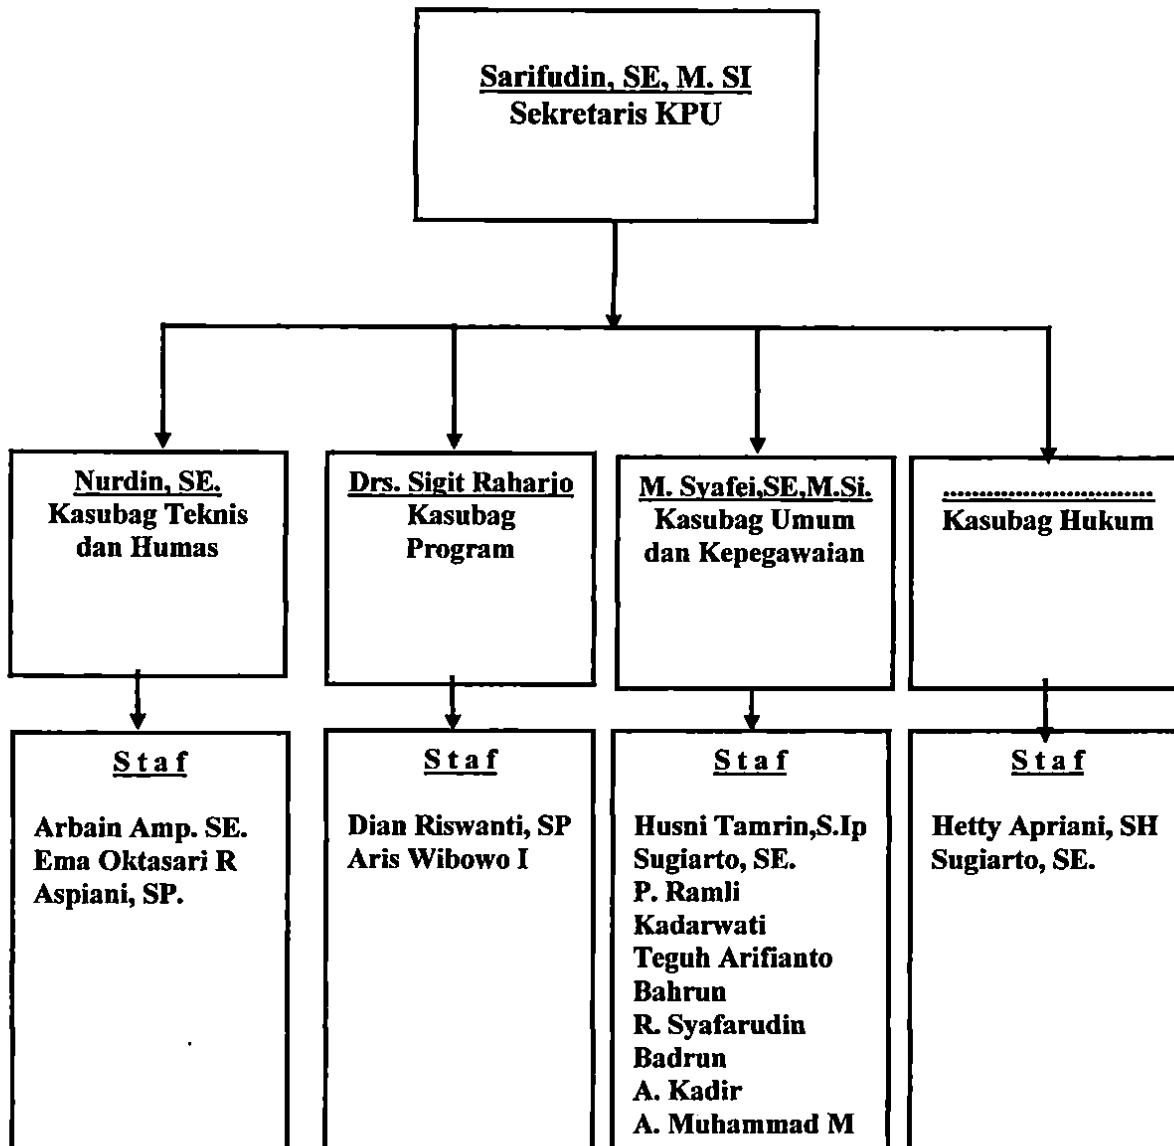 Sarifudin, SE, M. SI
Sekretaris KPU
Nurdin, SE.
Kasubag Teknis
dan Humas
Drs. Sigit Raharjo
Kasubag
Program
M. Syafei,SE,M.Si.
Kasubag Umum
dan Kepegawaian
..............................
Kasubag Hukum
S t a f
Arbain Amp. SE.
Ema Oktasari R
Aspiani, SP.
S t a f
Dian Riswanti, SP
Aris Wibowo I
S t a f
Husni Tamrin,S.Ip
Sugiarto, SE.
P. Ramli
Kadarwati
Teguh Arifianto
Bahrun
R. Syafarudin
Badrun
A. Kadir
A. Muhammad M
S t a f
Hetty Apriani, SH
Sugiarto, SE.